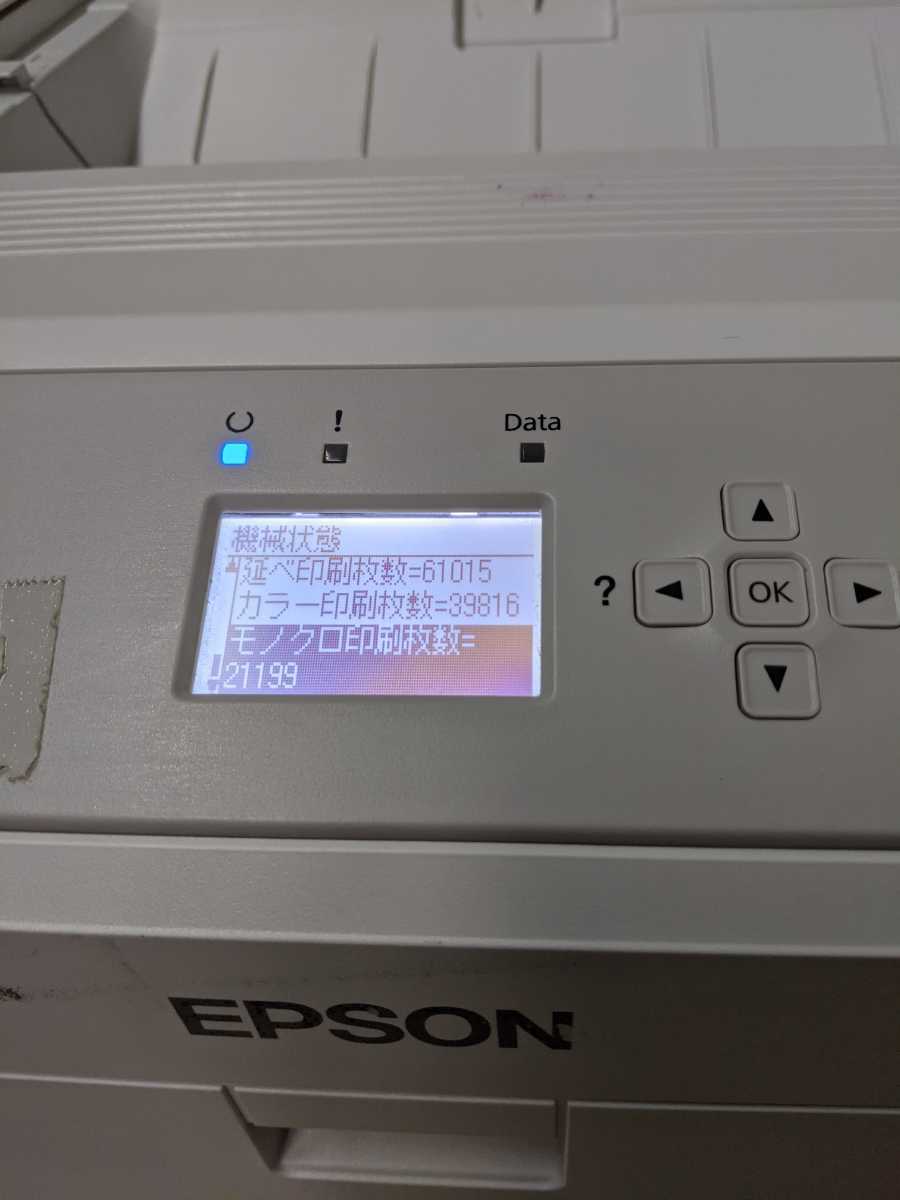 !
Data
機械状態
延べ印刷枚数=61015
カラー印刷枚数=39816
モノクロ印刷枚数=
21199
?
OK
EPSON